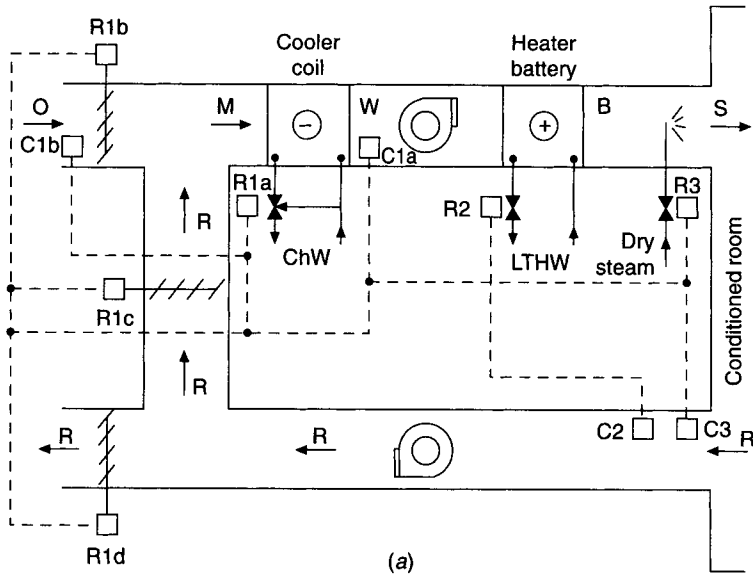 R1b
Cooler
coil
Heater
battery
O
M
W
B
S
C1b
−
+
C1a
R1a
R
R2
R3
ChW
LTHW
Dry
steam
R1c
Conditioned room
R
R
R
C2
C3
R
R1d
(a)